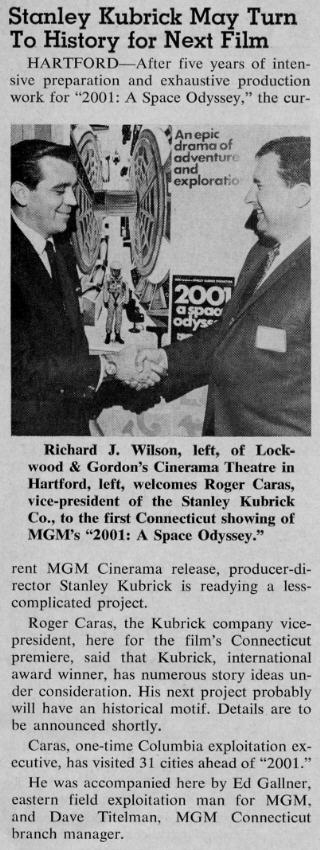 Stanley Kubrick May Turn
To History for Next Film
HARTFORD—After five years of inten-
sive preparation and exhaustive production
work for "2001: A Space Odyssey," the cur-
An epic
drama of
adventure
and
exploratio
2001
a space
odyss
Richard J. Wilson, left, of Lock-
wood & Gordon's Cinerama Theatre in
Hartford, left, welcomes Roger Caras,
vice-president of the Stanley Kubrick
Co., to the first Connecticut showing of
MGM's "2001: A Space Odyssey."
rent MGM Cinerama release, producer-di-
rector Stanley Kubrick is readying a less-
complicated project.
Roger Caras, the Kubrick company vice-
president, here for the film's Connecticut
premiere, said that Kubrick, international
award winner, has numerous story ideas un-
der consideration. His next project probably
will have an historical motif. Details are to
be announced shortly.
Caras, one-time Columbia exploitation ex-
ecutive, has visited 31 cities ahead of "2001."
He was accompanied here by Ed Gallner,
eastern field exploitation man for MGM,
and Dave Titelman, MGM Connecticut
branch manager.